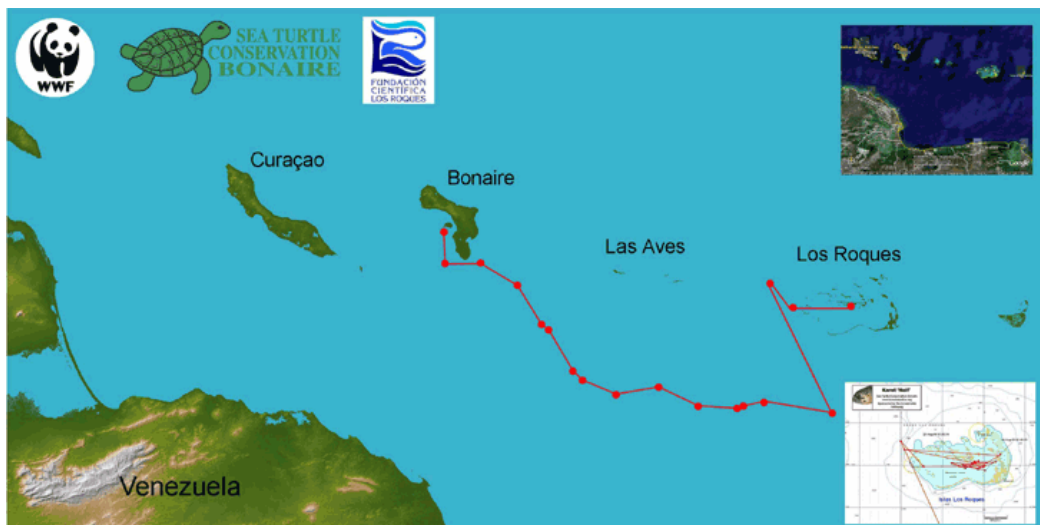 WWF
SEA TURTLE
CONSERVATION
BONAIRE
FUNDACIÓN
CIENTÍFICA
LOS ROQUES
Curaçao
Bonaire
Las Aves
Los Roques
Venezuela
Google
Islas Los Roques